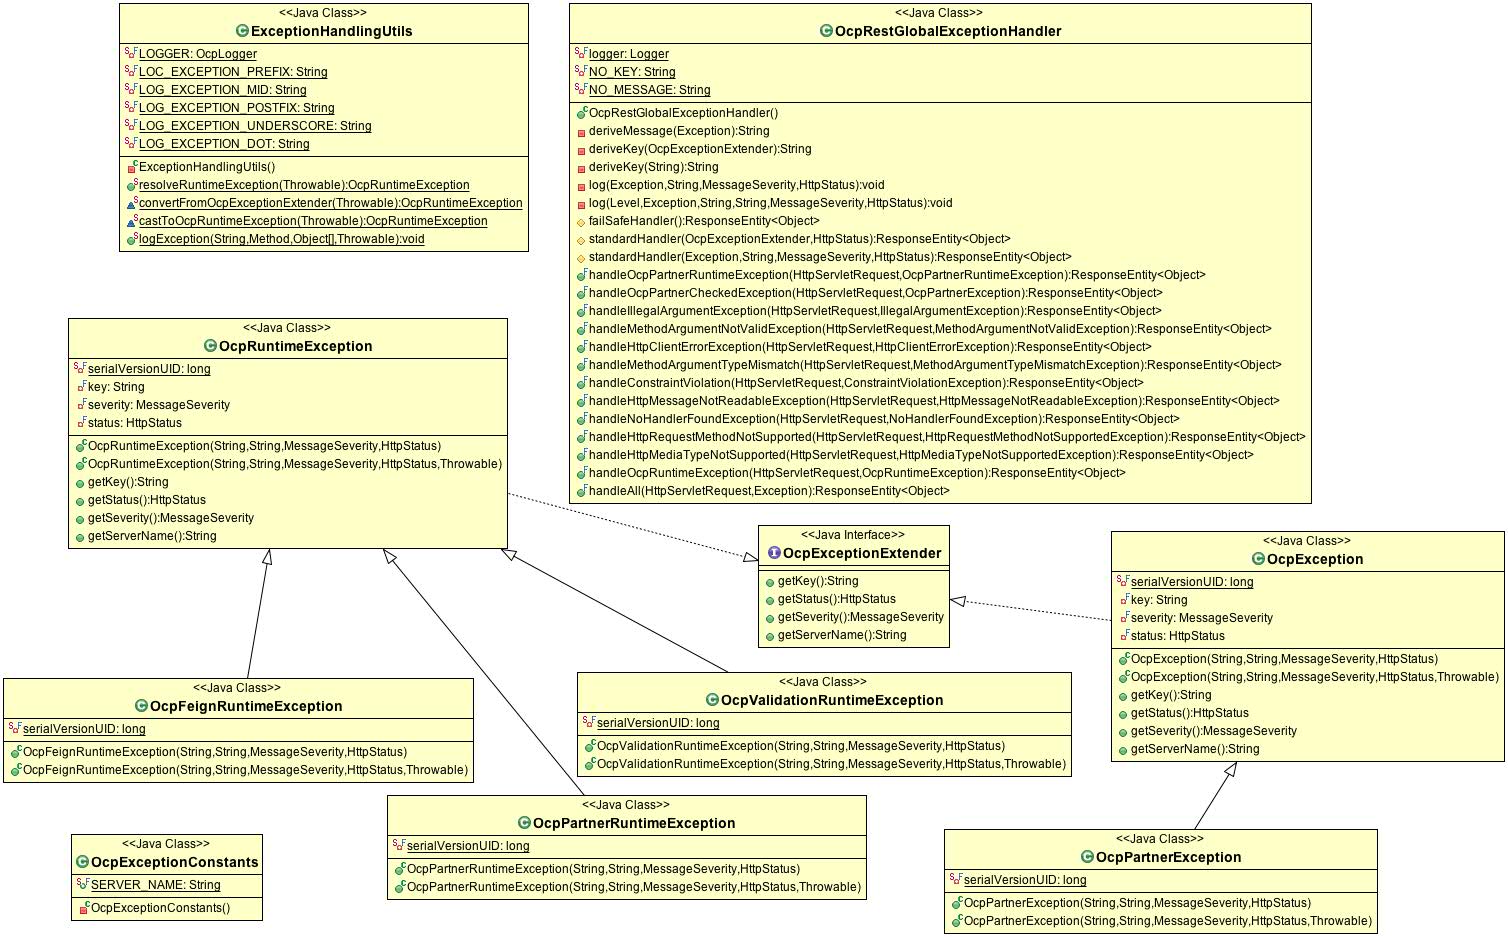 <<Java Class>>
ExceptionHandlingUtils
LOGGER: OcpLogger
LOC_EXCEPTION_PREFIX: String
LOG_EXCEPTION_MID: String
LOG_EXCEPTION_POSTFIX: String
LOG_EXCEPTION_UNDERSCORE: String
LOG_EXCEPTION_DOT: String
ExceptionHandlingUtils()
resolveRuntimeException(Throwable):OcpRuntimeException
convertFromOcpExceptionExtender(Throwable):OcpRuntimeException
castToOcpRuntimeException(Throwable):OcpRuntimeException
logException(String,Method,Object[],Throwable):void
<<Java Class>>
OcpRestGlobalExceptionHandler
logger: Logger
NO_KEY: String
NO_MESSAGE: String
OcpRestGlobalExceptionHandler()
deriveMessage(Exception):String
deriveKey(OcpExceptionExtender):String
deriveKey(String):String
log(Exception,String,MessageSeverity,HttpStatus):void
log(Level,Exception,String,String,MessageSeverity,HttpStatus):void
failSafeHandler():ResponseEntity<Object>
standardHandler(OcpExceptionExtender,HttpStatus):ResponseEntity<Object>
standardHandler(Exception,String,MessageSeverity,HttpStatus):ResponseEntity<Object>
handleOcpPartnerRuntimeException(HttpServletRequest,OcpPartnerRuntimeException):ResponseEntity<Object>
handleOcpPartnerCheckedException(HttpServletRequest,OcpPartnerException):ResponseEntity<Object>
handleIllegalArgumentException(HttpServletRequest,IllegalArgumentException):ResponseEntity<Object>
handleMethodArgumentNotValidException(HttpServletRequest,MethodArgumentNotValidException):ResponseEntity<Object>
handleHttpClientErrorException(HttpServletRequest,HttpClientErrorException):ResponseEntity<Object>
handleMethodArgumentTypeMismatch(HttpServletRequest,MethodArgumentTypeMismatchException):ResponseEntity<Object>
handleConstraintViolation(HttpServletRequest,ConstraintViolationException):ResponseEntity<Object>
handleHttpMessageNotReadableException(HttpServletRequest,HttpMessageNotReadableException):ResponseEntity<Object>
handleNoHandlerFoundException(HttpServletRequest,NoHandlerFoundException):ResponseEntity<Object>
handleHttpRequestMethodNotSupported(HttpServletRequest,HttpRequestMethodNotSupportedException):ResponseEntity<Object>
handleHttpMediaTypeNotSupported(HttpServletRequest,HttpMediaTypeNotSupportedException):ResponseEntity<Object>
handleOcpRuntimeException(HttpServletRequest,OcpRuntimeException):ResponseEntity<Object>
handleAll(HttpServletRequest,Exception):ResponseEntity<Object>
<<Java Class>>
OcpRuntimeException
serialVersionUID: long
key: String
severity: MessageSeverity
status: HttpStatus
OcpRuntimeException(String,String,MessageSeverity,HttpStatus)
OcpRuntimeException(String,String,MessageSeverity,HttpStatus,Throwable)
getKey():String
getStatus():HttpStatus
getSeverity():MessageSeverity
getServerName():String
<<Java Interface>>
OcpExceptionExtender
getKey():String
getStatus():HttpStatus
getSeverity():MessageSeverity
getServerName():String
<<Java Class>>
OcpException
serialVersionUID: long
key: String
severity: MessageSeverity
status: HttpStatus
OcpException(String,String,MessageSeverity,HttpStatus)
OcpException(String,String,MessageSeverity,HttpStatus,Throwable)
getKey():String
getStatus():HttpStatus
getSeverity():MessageSeverity
getServerName():String
<<Java Class>>
OcpFeignRuntimeException
serialVersionUID: long
OcpFeignRuntimeException(String,String,MessageSeverity,HttpStatus)
OcpFeignRuntimeException(String,String,MessageSeverity,HttpStatus,Throwable)
<<Java Class>>
OcpValidationRuntimeException
serialVersionUID: long
OcpValidationRuntimeException(String,String,MessageSeverity,HttpStatus)
OcpValidationRuntimeException(String,String,MessageSeverity,HttpStatus,Throwable)
<<Java Class>>
OcpPartnerRuntimeException
serialVersionUID: long
OcpPartnerRuntimeException(String,String,MessageSeverity,HttpStatus)
OcpPartnerRuntimeException(String,String,MessageSeverity,HttpStatus,Throwable)
<<Java Class>>
OcpExceptionConstants
SERVER_NAME: String
OcpExceptionConstants()
<<Java Class>>
OcpPartnerException
serialVersionUID: long
OcpPartnerException(String,String,MessageSeverity,HttpStatus)
OcpPartnerException(String,String,MessageSeverity,HttpStatus,Throwable)